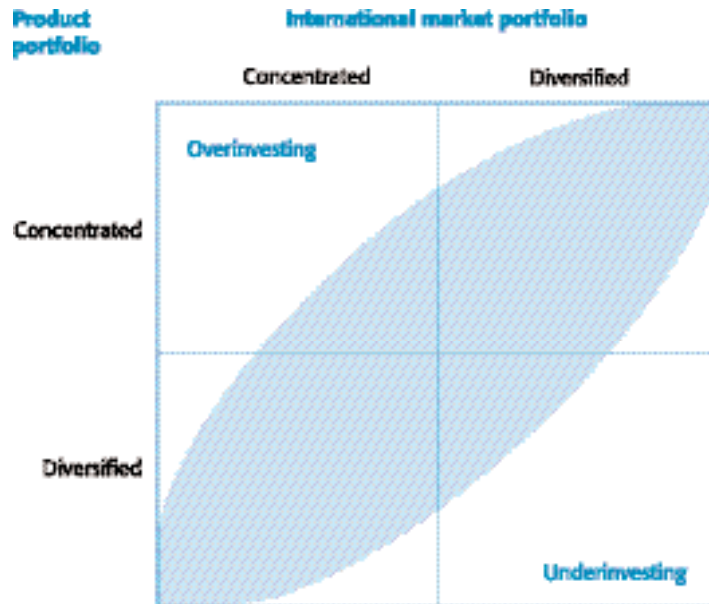 Product
portfolio
International market portfolio
Concentrated
Diversified
Overinvesting
Concentrated
Diversified
Underinvesting